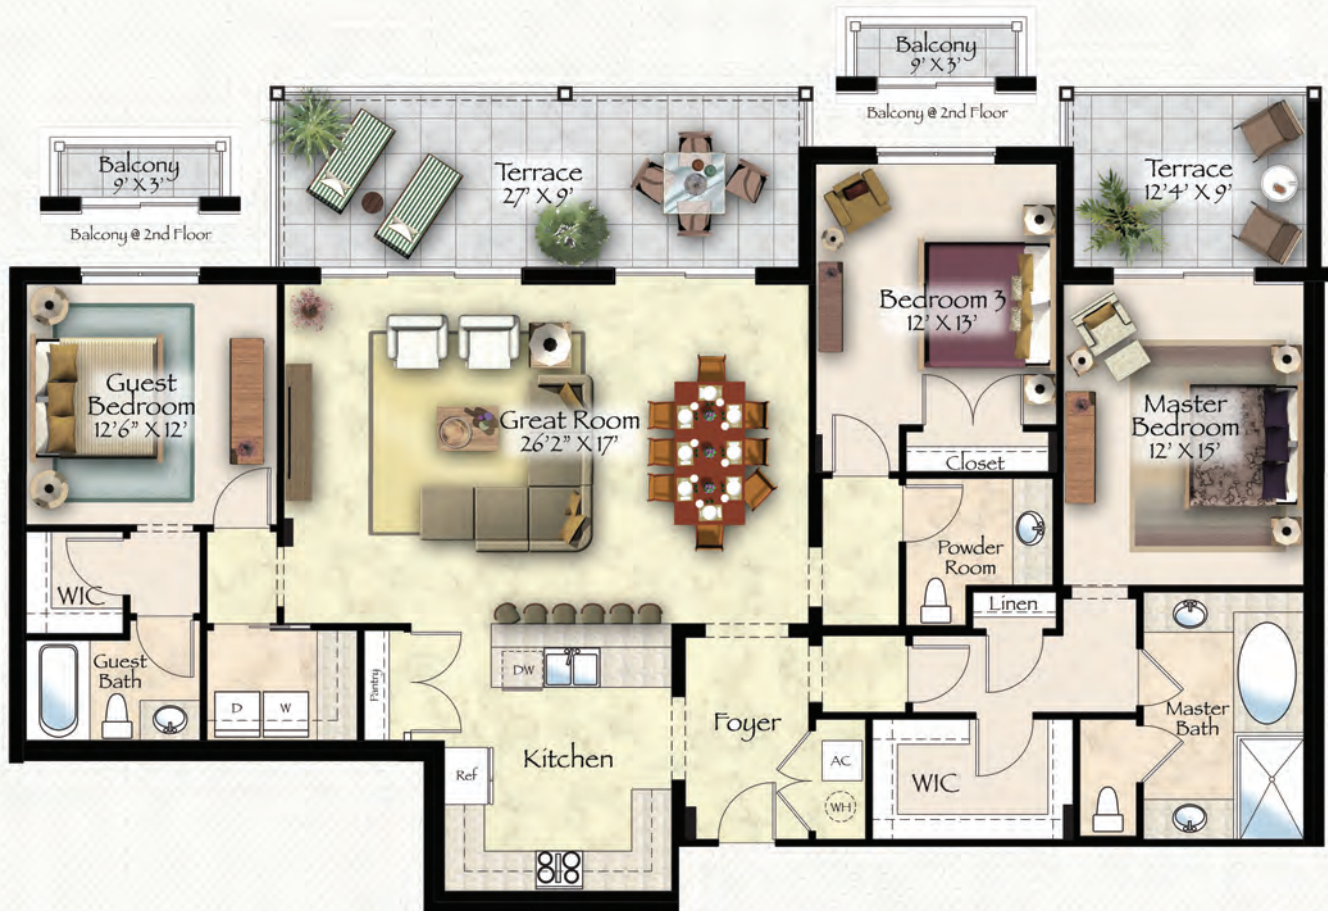 Balcony
9' X 3'
Balcony @ 2nd Floor
Balcony
9' X 3'
Balcony @ 2nd Floor
Terrace
27' X 9'
Terrace
12'4' X 9'
Guest
Bedroom
12'6" X 12'
Great Room
26'2" X 17'
Bedroom 3
12' X 13'
Master
Bedroom
12' X 15'
Closet
Powder
Room
Linen
WIC
Guest
Bath
D
W
Pantry
DW
Ref
Kitchen
Foyer
AC
WH
WIC
Master
Bath